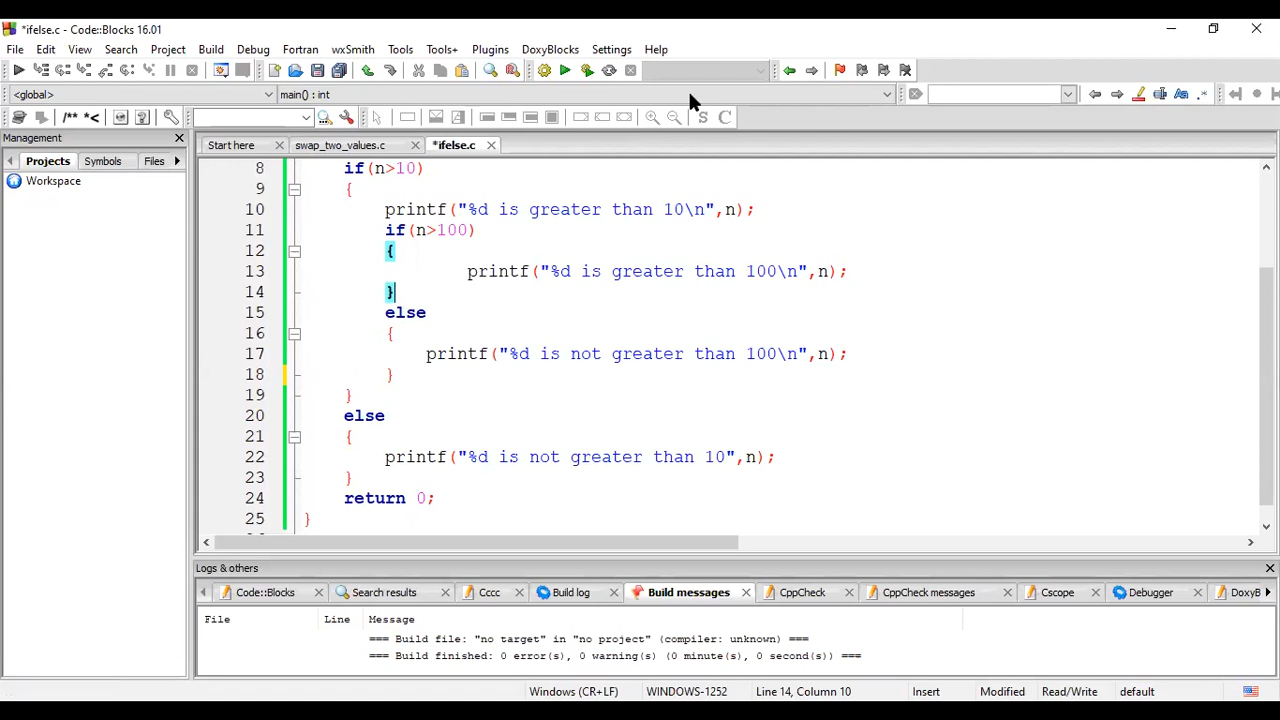 *ifelse.c - Code::Blocks 16.01
File Edit View Search Project Build Debug Fortran wxSmith Tools Tools+ Plugins DoxyBlocks Settings Help
<global> main() : int
/** *<
Management
Start here swap_two_values.c *ifelse.c
Projects Symbols Files
Workspace
8 if(n>10)
9 {
10 printf("%d is greater than 10\n",n);
11 if(n>100)
12 {
13 printf("%d is greater than 100\n",n);
14 }
15 else
16 {
17 printf("%d is not greater than 100\n",n);
18 }
19 }
20 else
21 {
22 printf("%d is not greater than 10",n);
23 }
24 return 0;
25 }
Logs & others
Code::Blocks Search results Cccc Build log Build messages CppCheck CppCheck messages Cscope Debugger DoxyB
File Line Message
=== Build file: "no target" in "no project" (compiler: unknown) ===
=== Build finished: 0 error(s), 0 warning(s) (0 minute(s), 0 second(s)) ===
Windows (CR+LF) WINDOWS-1252 Line 14, Column 10 Insert Modified Read/Write default